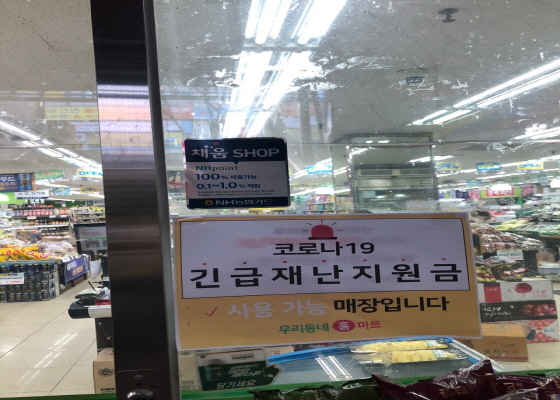 채움 SHOP
NHpoint
100% 사용가능
0.1~1.0% 적립
NH농협카드
코로나19
긴급재난지원금
사용 가능 매장입니다
우리동네 홈 마트